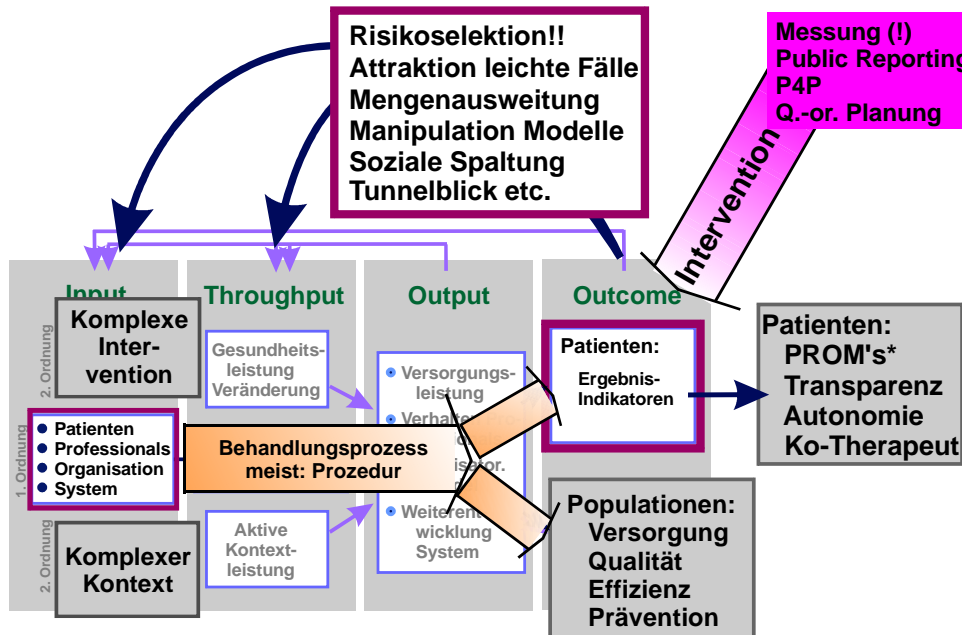 Risikoselektion!!
Attraktion leichte Fälle
Mengenausweitung
Manipulation Modelle
Soziale Spaltung
Tunnelblick etc.
Messung (!)
Public Reporting
P4P
Q.-or. Planung
Intervention
Input
Throughput
Output
Outcome
2. Ordnung
Komplexe
Inter-
vention
1. Ordnung
• Patienten
• Professionals
• Organisation
• System
2. Ordnung
Komplexer
Kontext
Gesundheits-
leistung
Veränderung
Behandlungsprozess
meist: Prozedur
Aktive
Kontext-
leistung
• Versorgungs-
leistung
• Weiterent
wicklung
System
Patienten:
Ergebnis-
Indikatoren
Patienten:
PROM's*
Transparenz
Autonomie
Ko-Therapeut
Populationen:
Versorgung
Qualität
Effizienz
Prävention